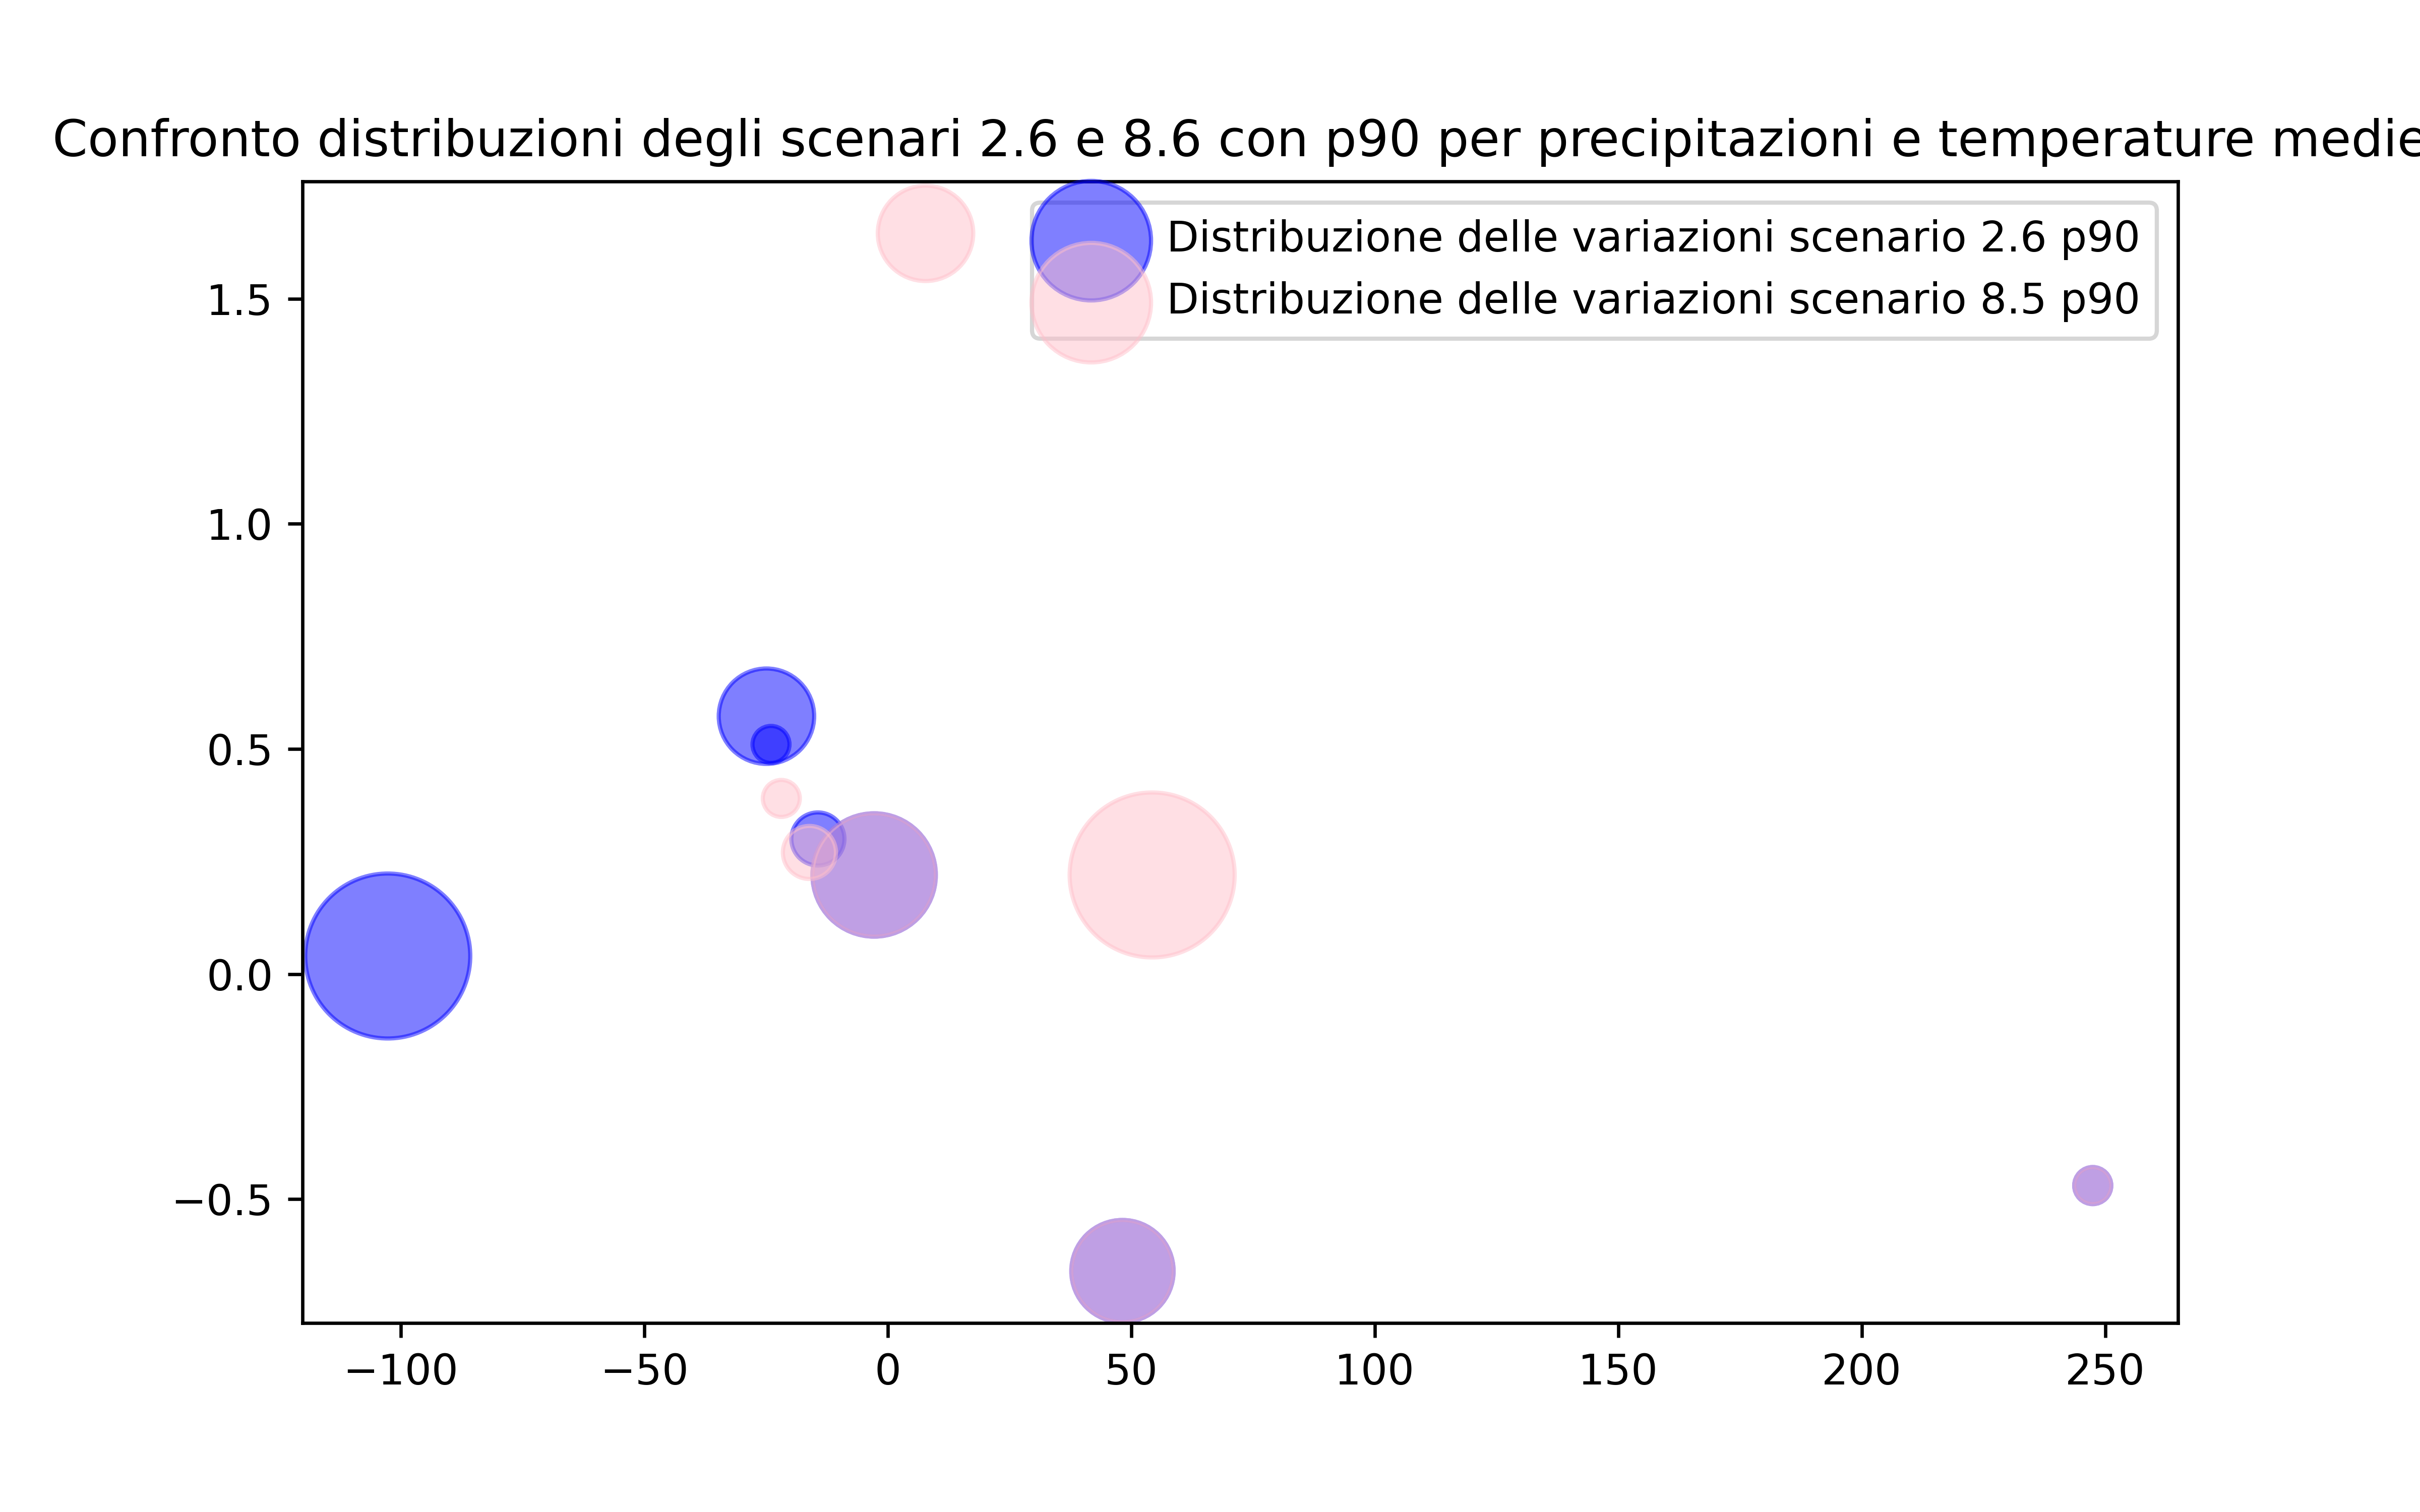 Confronto distribuzioni degli scenari 2.6 e 8.6 con p90 per precipitazioni e temperature medie
Distribuzione delle variazioni scenario 2.6 p90
Distribuzione delle variazioni scenario 8.5 p90
1.5
1.0
0.5
0.0
−0.5
−100 −50 0 50 100 150 200 250